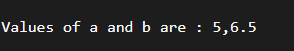 Values of a and b are : 5,6.5